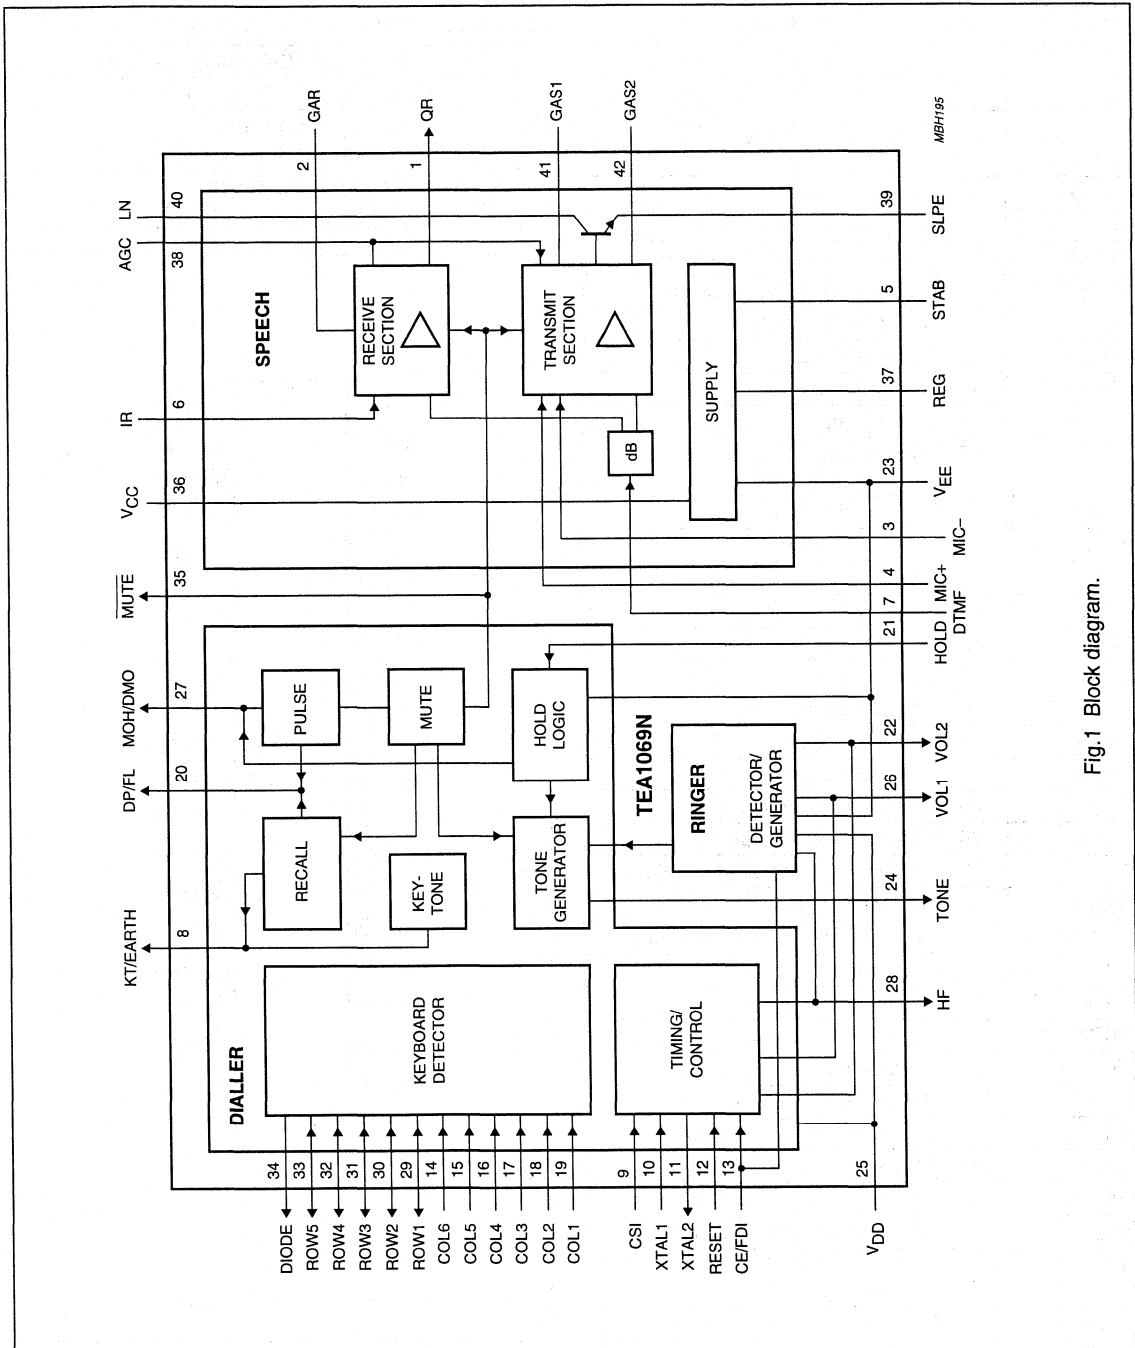 KT/EARTH
8
DP/FL
20
MOH/DMO
27
MUTE
35
VCC
36
IR
6
AGC
38
LN
40
DIALLER
SPEECH
RECALL
PULSE
KEY-
TONE
MUTE
TONE
GENERATOR
HOLD
LOGIC
KEYBOARD
DETECTOR
TIMING/
CONTROL
TEA1069N
RINGER
DETECTOR/
GENERATOR
RECEIVE
SECTION
TRANSMIT
SECTION
dB
SUPPLY
DIODE
34
ROW5
33
ROW4
32
ROW3
31
ROW2
30
ROW1
29
COL6
14
COL5
15
COL4
16
COL3
17
COL2
18
COL1
19
CSI
9
XTAL1
10
XTAL2
11
RESET
12
CE/FDI
13
2
GAR
1
QR
41
GAS1
42
GAS2
25
VDD
28
HF
24
TONE
26
VOL1
22
VOL2
21
HOLD
7
DTMF
4
MIC+
3
MIC−
23
VEE
37
REG
5
STAB
39
SLPE
MBH195
Fig.1 Block diagram.